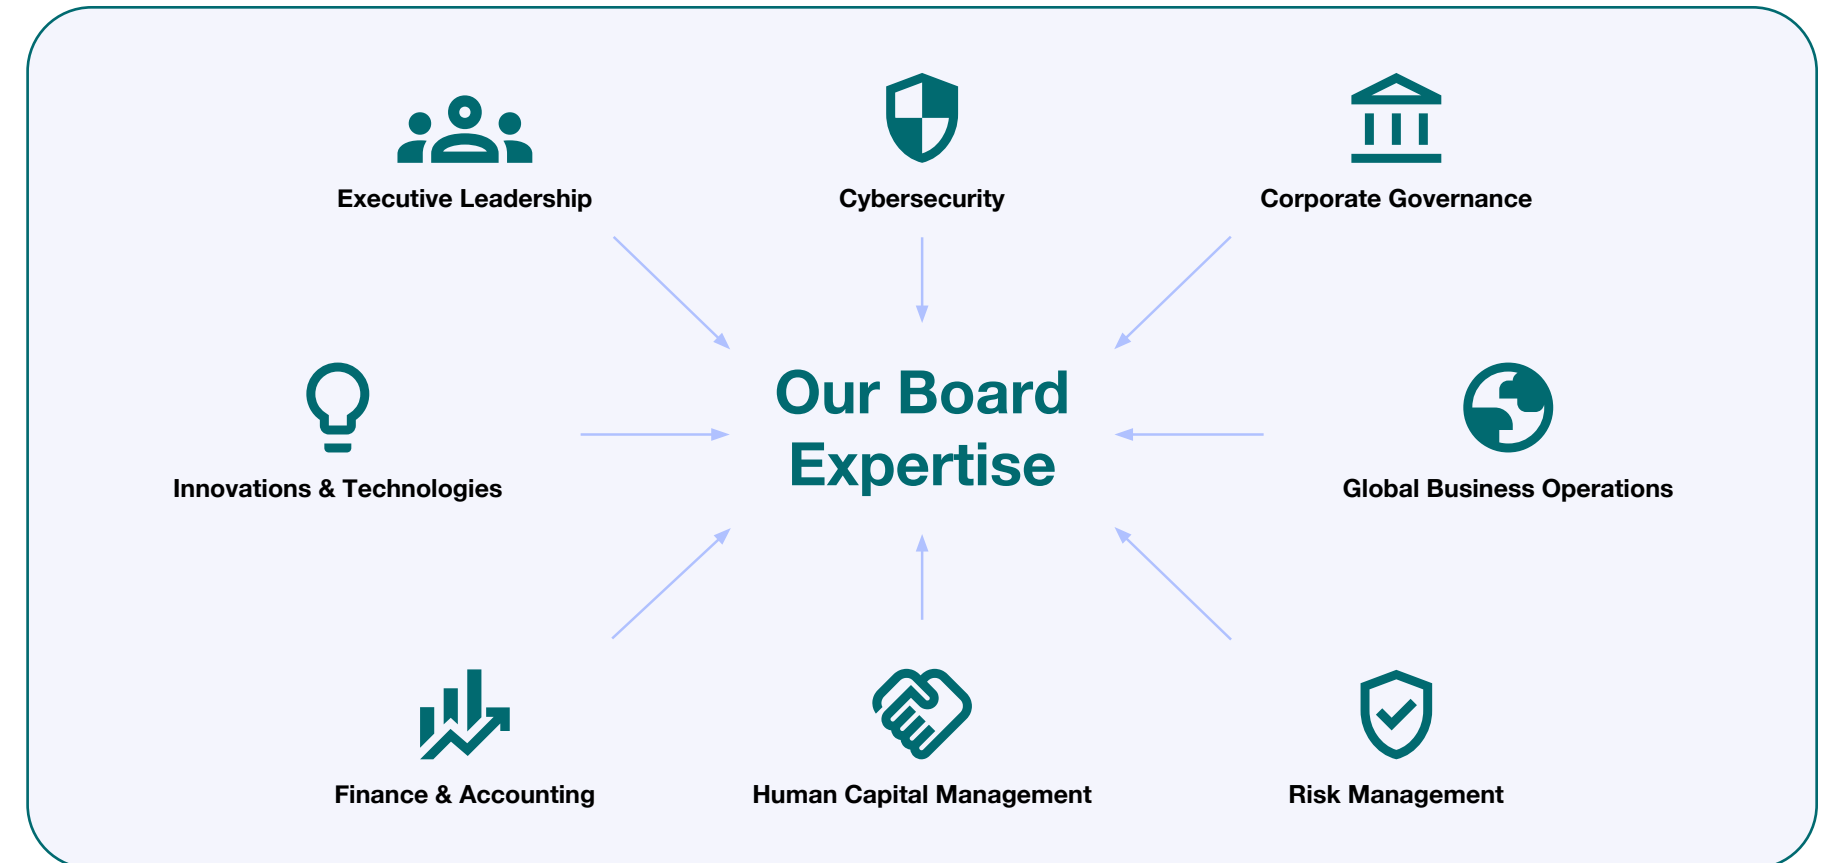 Executive Leadership
Cybersecurity
Corporate Governance
Our Board
Expertise
Innovations & Technologies
Global Business Operations
Finance & Accounting
Human Capital Management
Risk Management